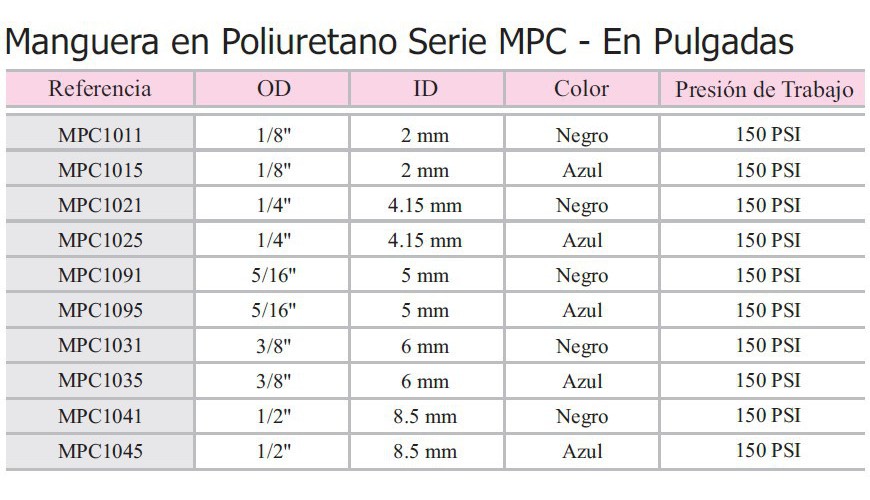 Manguera en Poliuretano Serie MPC - En Pulgadas
Referencia OD ID Color Presión de Trabajo
MPC1011 1/8" 2 mm Negro 150 PSI
MPC1015 1/8" 2 mm Azul 150 PSI
MPC1021 1/4" 4.15 mm Negro 150 PSI
MPC1025 1/4" 4.15 mm Azul 150 PSI
MPC1091 5/16" 5 mm Negro 150 PSI
MPC1095 5/16" 5 mm Azul 150 PSI
MPC1031 3/8" 6 mm Negro 150 PSI
MPC1035 3/8" 6 mm Azul 150 PSI
MPC1041 1/2" 8.5 mm Negro 150 PSI
MPC1045 1/2" 8.5 mm Azul 150 PSI